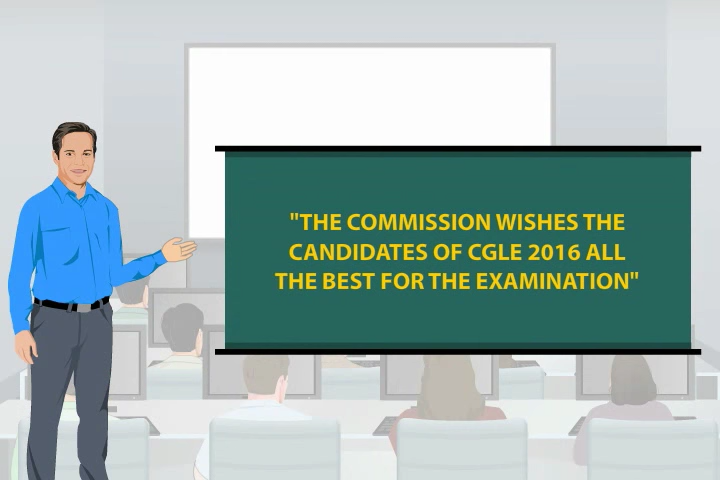 "THE COMMISSION WISHES THE
CANDIDATES OF CGLE 2016 ALL
THE BEST FOR THE EXAMINATION"